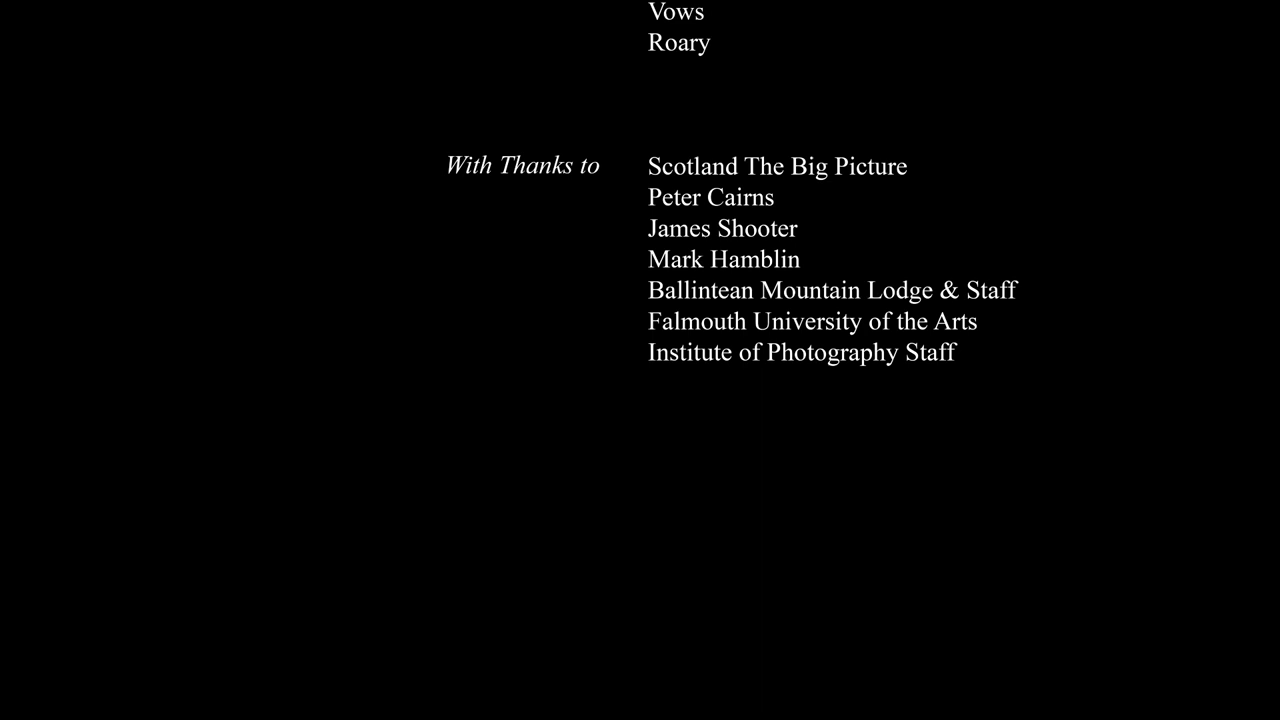 Vows
Roary
With Thanks to Scotland The Big Picture
Peter Cairns
James Shooter
Mark Hamblin
Ballintean Mountain Lodge & Staff
Falmouth University of the Arts
Institute of Photography Staff